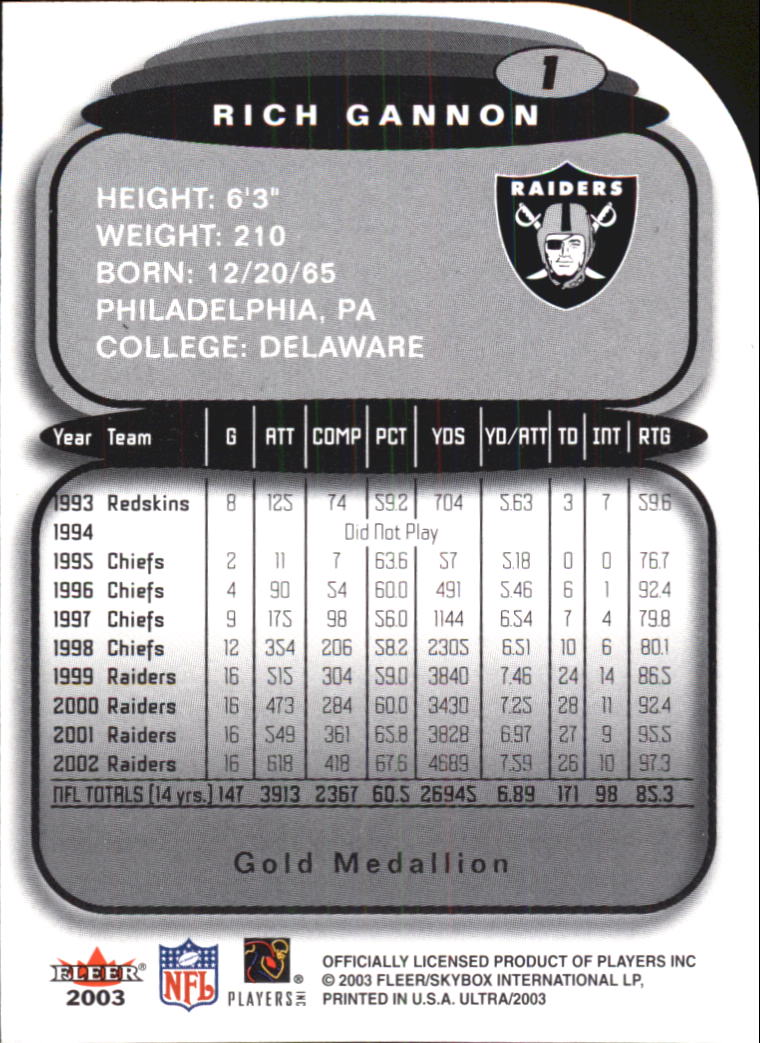 1
RICH GANNON
HEIGHT: 6'3"
WEIGHT: 210
BORN: 12/20/65
PHILADELPHIA, PA
COLLEGE: DELAWARE
RAIDERS
Year Team G ATT COMP PCT YDS YD/ATT TD INT RTG
1993 Redskins 8 125 74 59.2 704 5.63 3 7 59.6
1994 Did Not Play
1995 Chiefs 2 11 7 63.6 57 5.18 0 0 76.7
1996 Chiefs 4 90 54 60.0 491 5.46 6 1 92.4
1997 Chiefs 9 175 98 56.0 1144 6.54 7 4 79.8
1998 Chiefs 12 354 206 58.2 2305 6.51 10 6 80.1
1999 Raiders 16 515 304 59.0 3840 7.46 24 14 86.5
2000 Raiders 16 473 284 60.0 3430 7.25 28 11 92.4
2001 Raiders 16 549 361 65.8 3828 6.97 27 9 95.5
2002 Raiders 16 618 418 67.6 4689 7.59 26 10 97.3
NFL TOTALS (14 yrs.) 147 3913 2367 60.5 26945 6.89 171 98 85.3
Gold Medallion
FLEER®
2003
NFL
PLAYERS INC ®
OFFICIALLY LICENSED PRODUCT OF PLAYERS INC
© 2003 FLEER/SKYBOX INTERNATIONAL LP,
PRINTED IN U.S.A. ULTRA/2003